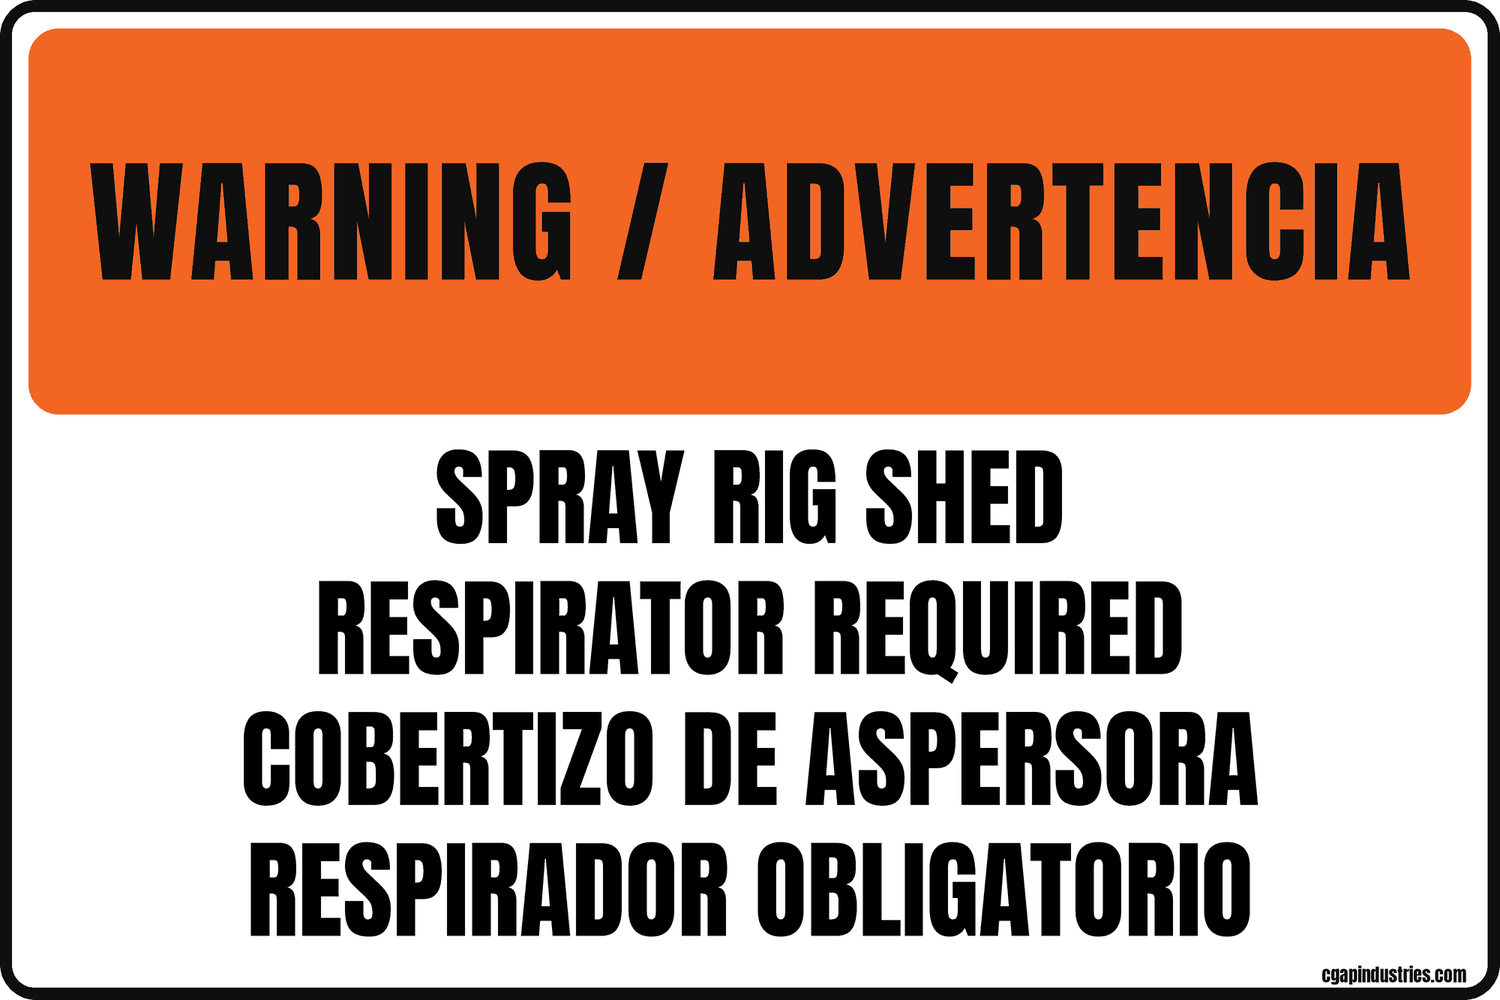 WARNING / ADVERTENCIA
SPRAY RIG SHED
RESPIRATOR REQUIRED
COBERTIZO DE ASPERSORA
RESPIRADOR OBLIGATORIO
cgapindustries.com